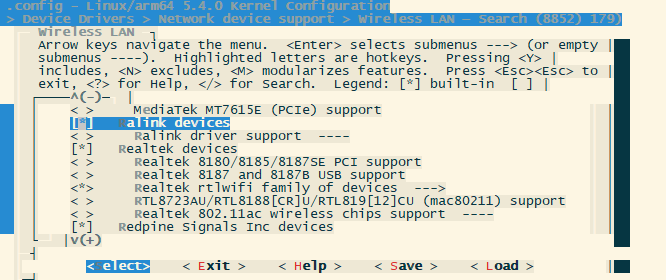 .config - Linux/arm64 5.4.0 Kernel Configuration
> Device Drivers > Network device support > Wireless LAN — Search (8852) 179)
Wireless LAN
Arrow keys navigate the menu.  <Enter> selects submenus ---> (or empty
submenus ----).  Highlighted letters are hotkeys.  Pressing <Y>
includes, <N> excludes, <M> modularizes features.  Press <Esc><Esc> to
exit, <?> for Help, </> for Search.  Legend: [*] built-in  [ ]
^(-)
< >     MediaTek MT7615E (PCIe) support
[*]   Ralink devices
< >     Ralink driver support  ----
[*]   Realtek devices
< >     Realtek 8180/8185/8187SE PCI support
< >     Realtek 8187 and 8187B USB support
<*>     Realtek rtlwifi family of devices  --->
< >     RTL8723AU/RTL8188[CR]U/RTL819[12]CU (mac80211) support
< >     Realtek 802.11ac wireless chips support  ----
[*]   Redpine Signals Inc devices
v(+)
< elect>    < Exit >    < Help >    < Save >    < Load >